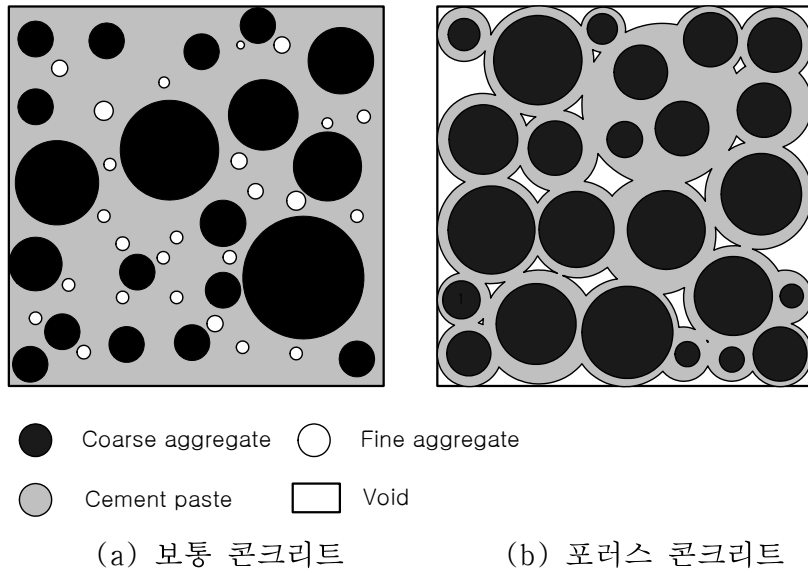 1
Coarse aggregate
Fine aggregate
Cement paste
Void
(a) 보통 콘크리트
(b) 포러스 콘크리트